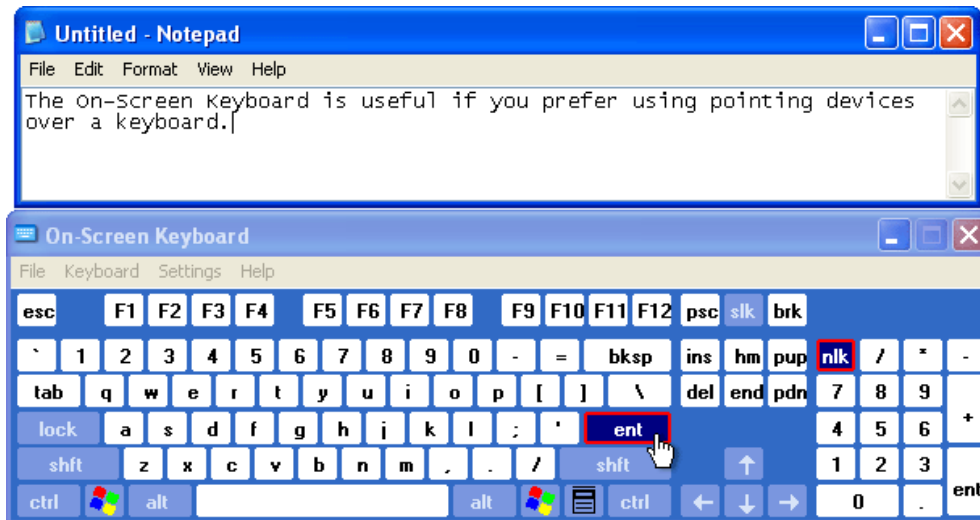 Untitled - Notepad
File Edit Format View Help
The On-Screen Keyboard is useful if you prefer using pointing devices
over a keyboard.
On-Screen Keyboard
File Keyboard Settings Help
esc F1 F2 F3 F4 F5 F6 F7 F8 F9 F10 F11 F12 psc slk brk
` 1 2 3 4 5 6 7 8 9 0 - = bksp ins hm pup nlk / * -
tab q w e r t y u i o p [ ] \ del end pdn 7 8 9 +
lock a s d f g h j k l ; ' ent 4 5 6
shft z x c v b n m , . / shft ↑ 1 2 3 ent
ctrl alt alt ctrl ← ↓ → 0 .